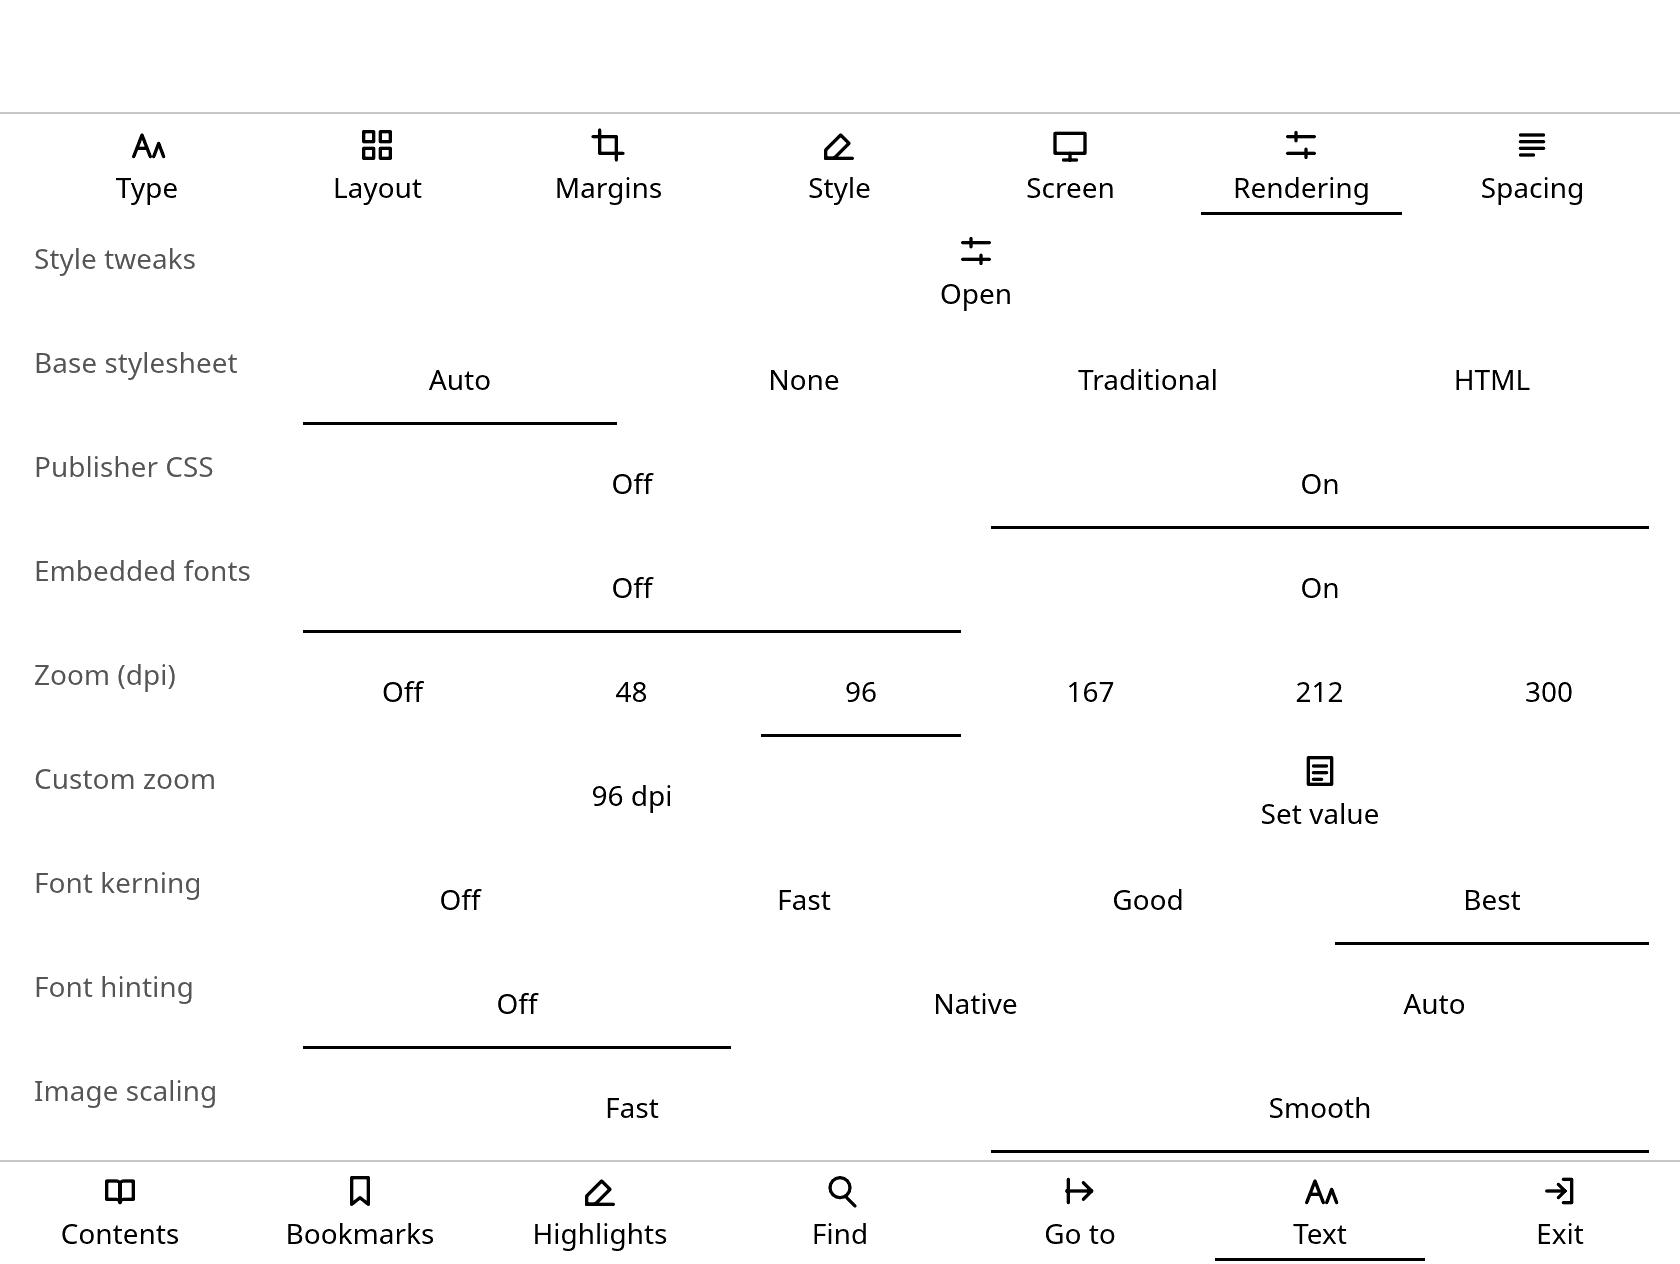 Type Layout Margins Style Screen Rendering Spacing
Style tweaks
Open
Base stylesheet Auto None Traditional HTML
Publisher CSS Off On
Embedded fonts Off On
Zoom (dpi) Off 48 96 167 212 300
Custom zoom 96 dpi Set value
Font kerning Off Fast Good Best
Font hinting Off Native Auto
Image scaling Fast Smooth
Contents Bookmarks Highlights Find Go to Text Exit